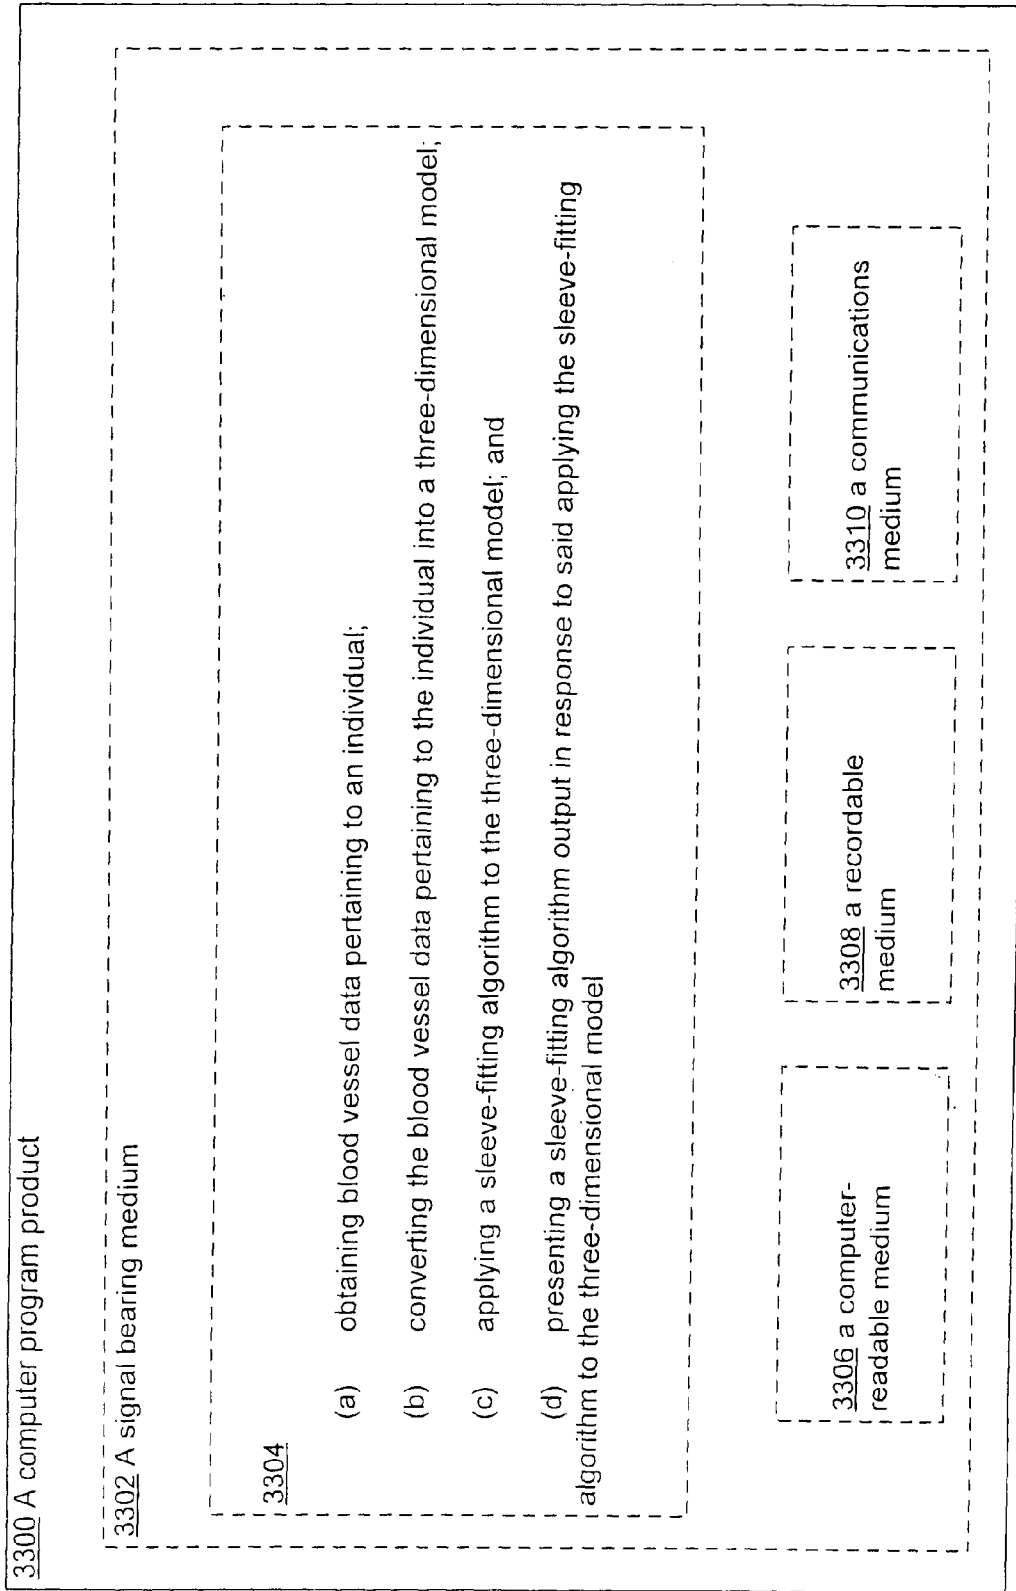 3300 A computer program product
3302 A signal bearing medium
3304
(a) obtaining blood vessel data pertaining to an individual;
(b) converting the blood vessel data pertaining to the individual into a three-dimensional model;
(c) applying a sleeve-fitting algorithm to the three-dimensional model; and
(d) presenting a sleeve-fitting algorithm output in response to said applying the sleeve-fitting
algorithm to the three-dimensional model
3306 a computer-
readable medium
3308 a recordable
medium
3310 a communications
medium